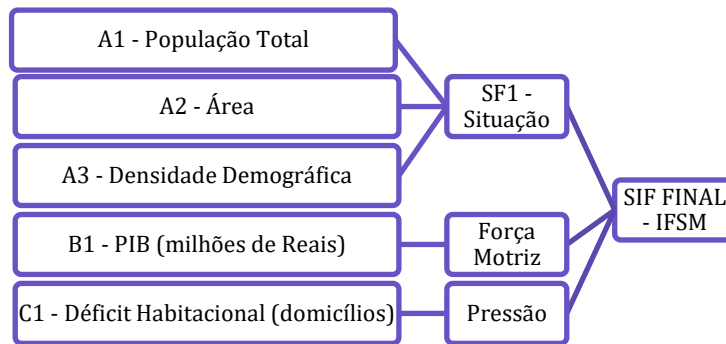 A1 - População Total
A2 - Área
A3 - Densidade Demográfica
B1 - PIB (milhões de Reais)
C1 - Déficit Habitacional (domicílios)
SF1 -
Situação
Força
Motriz
Pressão
SIF FINAL
- IFSM